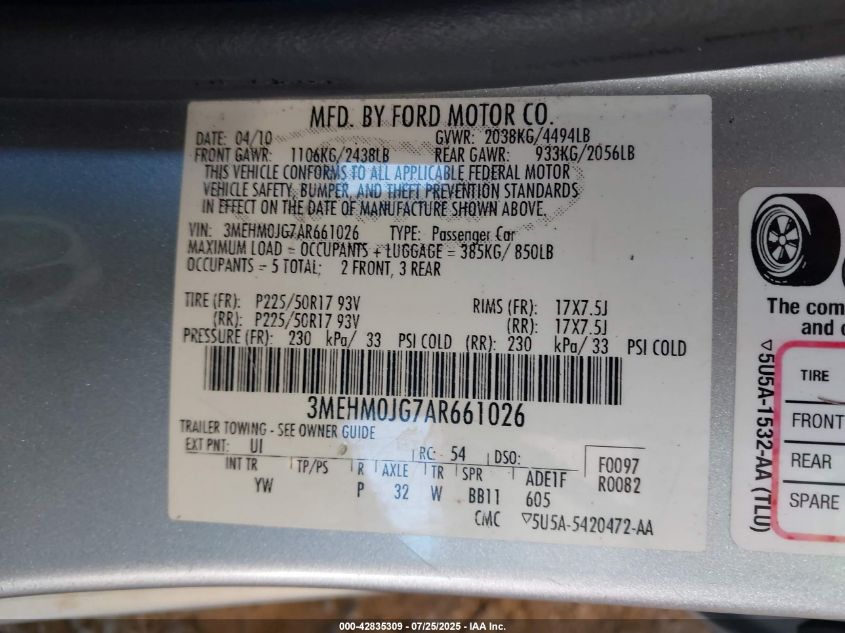 MFD. BY FORD MOTOR CO.
DATE: 04/10 GVWR: 2038KG/4494LB
FRONT GAWR: 1106KG/2438LB REAR GAWR: 933KG/2056LB
THIS VEHICLE CONFORMS TO ALL APPLICABLE FEDERAL MOTOR
VEHICLE SAFETY, BUMPER, AND THEFT PREVENTION STANDARDS
IN EFFECT ON THE DATE OF MANUFACTURE SHOWN ABOVE.
VIN: 3MEHM0JG7AR661026 TYPE: Passenger Car
MAXIMUM LOAD = OCCUPANTS + LUGGAGE = 385KG/ 850LB
OCCUPANTS = 5 TOTAL; 2 FRONT, 3 REAR
TIRE (FR): P225/50R17 93V RIMS (FR): 17X7.5J
(RR): P225/50R17 93V (RR): 17X7.5J
PRESSURE (FR): 230 kPa/ 33 PSI COLD (RR): 230 kPa/ 33 PSI COLD
3MEHM0JG7AR661026
TRAILER TOWING - SEE OWNER GUIDE
EXT PNT: UI RC: 54 DSO: F0097
INT TR TP/PS R AXLE TR SPR ADE1F R0082
YW P 32 W BB11 605
CMC ▽5U5A-5420472-AA
The com
and
TIRE
FRONT
REAR
SPARE
▽5U5A-1532-AA (TLU)
000-42835309 / 07/25/2025 - IAA Inc.